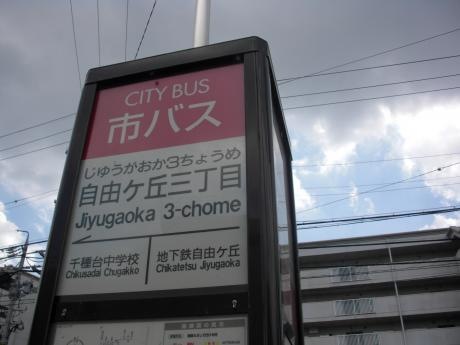 CITY BUS
市バス
じゆうがおか3ちょうめ
自由ケ丘三丁目
Jiyugaoka 3-chome
千種台中学校
Chikusadai Chugakko
地下鉄自由ケ丘
Chikatetsu Jiyugaoka